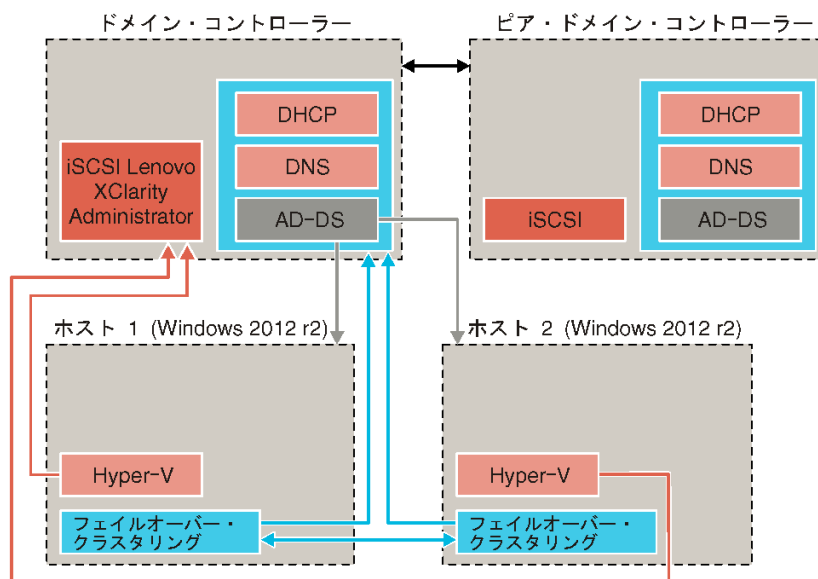 ドメイン・コントローラー
DHCP
DNS
AD-DS
iSCSI Lenovo
XClarity
Administrator
ピア・ドメイン・コントローラー
DHCP
DNS
AD-DS
iSCSI
ホスト 1 (Windows 2012 r2)
Hyper-V
フェイルオーバー・
クラスタリング
ホスト 2 (Windows 2012 r2)
Hyper-V
フェイルオーバー・
クラスタリング